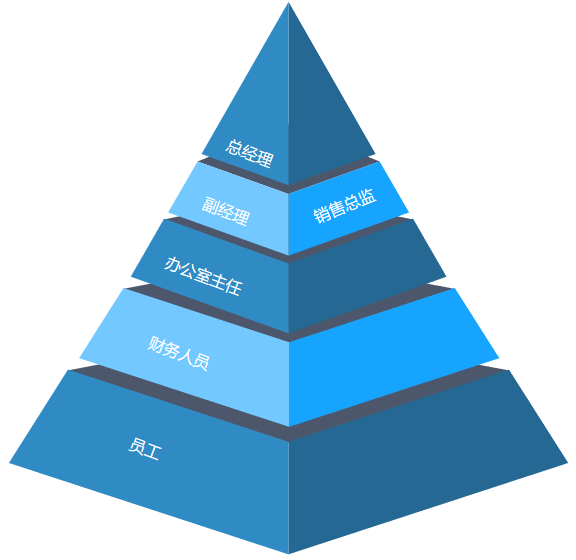 总经理
副经理
销售总监
办公室主任
财务人员
员工